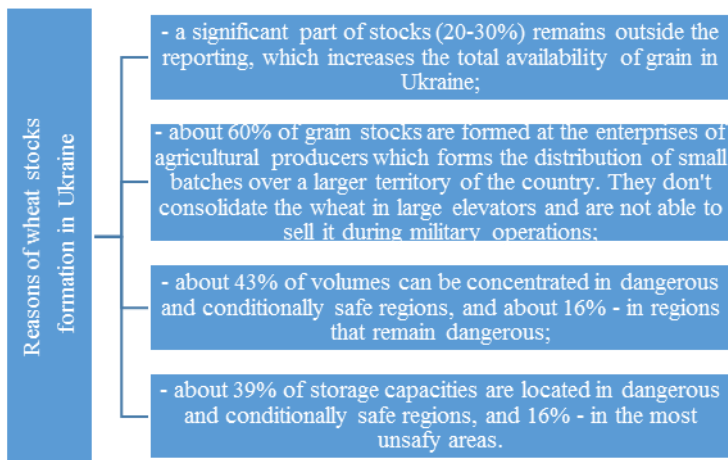 Reasons of wheat stocks
formation in Ukraine
- a significant part of stocks (20-30%) remains outside
the reporting, which increases the total availability of grain in
Ukraine;
- about 60% of grain stocks are formed at the enterprises of
agricultural producers which forms the distribution of small
batches over a larger territory of the country. They don't
consolidate the wheat in large elevators and are not able to
sell it during military operations;
- about 43% of volumes can be concentrated in dangerous
and conditionally safe regions, and about 16% - in regions
that remain dangerous;
- about 39% of storage capacities are located in dangerous
and conditionally safe regions, and 16% - in the most
unsafy areas.